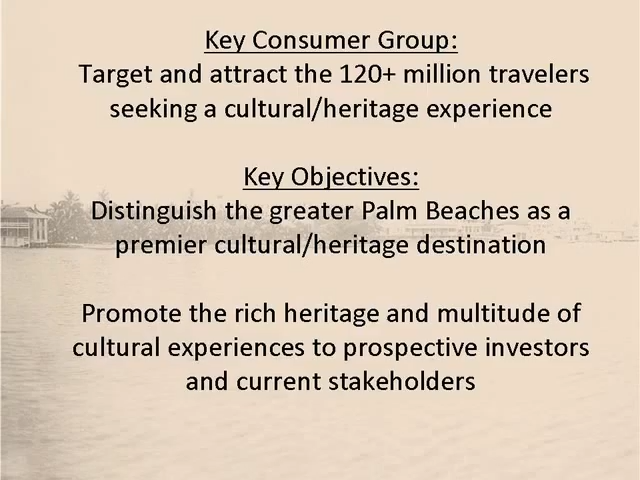 Key Consumer Group:
Target and attract the 120+ million travelers
seeking a cultural/heritage experience
Key Objectives:
Distinguish the greater Palm Beaches as a
premier cultural/heritage destination
Promote the rich heritage and multitude of
cultural experiences to prospective investors
and current stakeholders